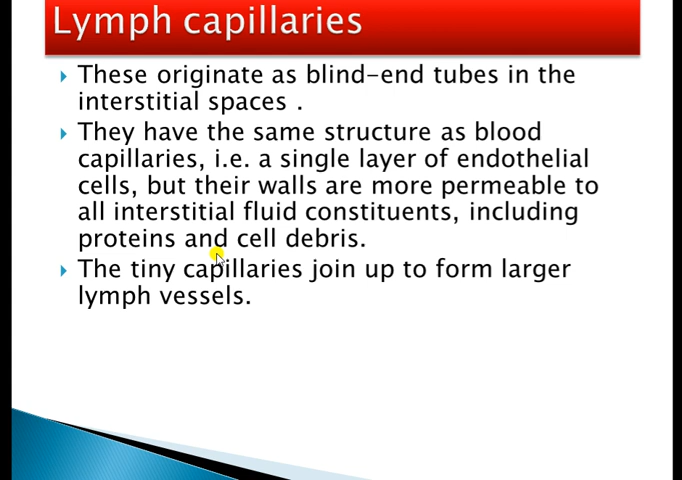 Lymph capillaries
These originate as blind-end tubes in the
interstitial spaces .
They have the same structure as blood
capillaries, i.e. a single layer of endothelial
cells, but their walls are more permeable to
all interstitial fluid constituents, including
proteins and cell debris.
The tiny capillaries join up to form larger
lymph vessels.